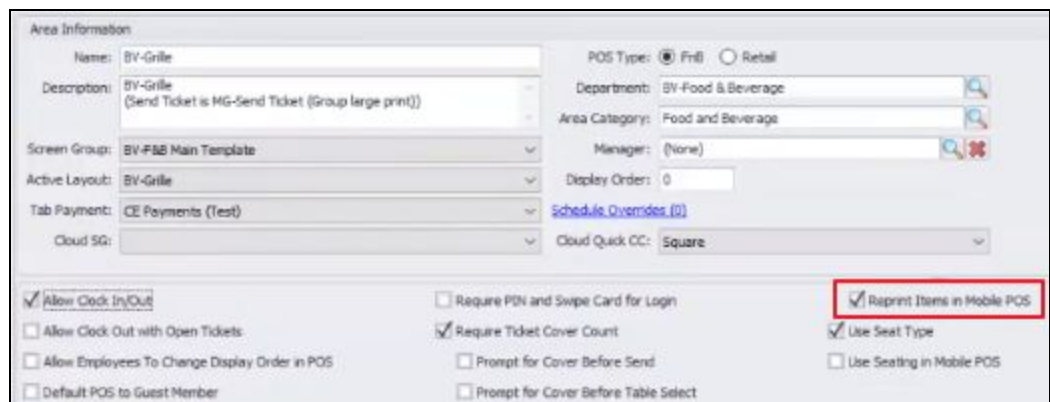 Area Information
Name: BV-Grille
POS Type: FnB Retail
Description: BV-Grille
(Send Ticket is MG-Send Ticket (Group large print))
Department: BV-Food & Beverage
Area Category: Food and Beverage
Screen Group: BV-F&B Main Template
Manager: (None)
Active Layout: BV-Grille
Display Order: 0
Tab Payment: CE Payments (Test)
Schedule Overrides (0)
Cloud SG:
Cloud Quick CC: Square
Allow Clock In/Out
Require PIN and Swipe Card for Login
Reprint Items in Mobile POS
Allow Clock Out with Open Tickets
Require Ticket Cover Count
Use Seat Type
Allow Employees To Change Display Order in POS
Prompt for Cover Before Send
Use Seating in Mobile POS
Default POS to Guest Member
Prompt for Cover Before Table Select